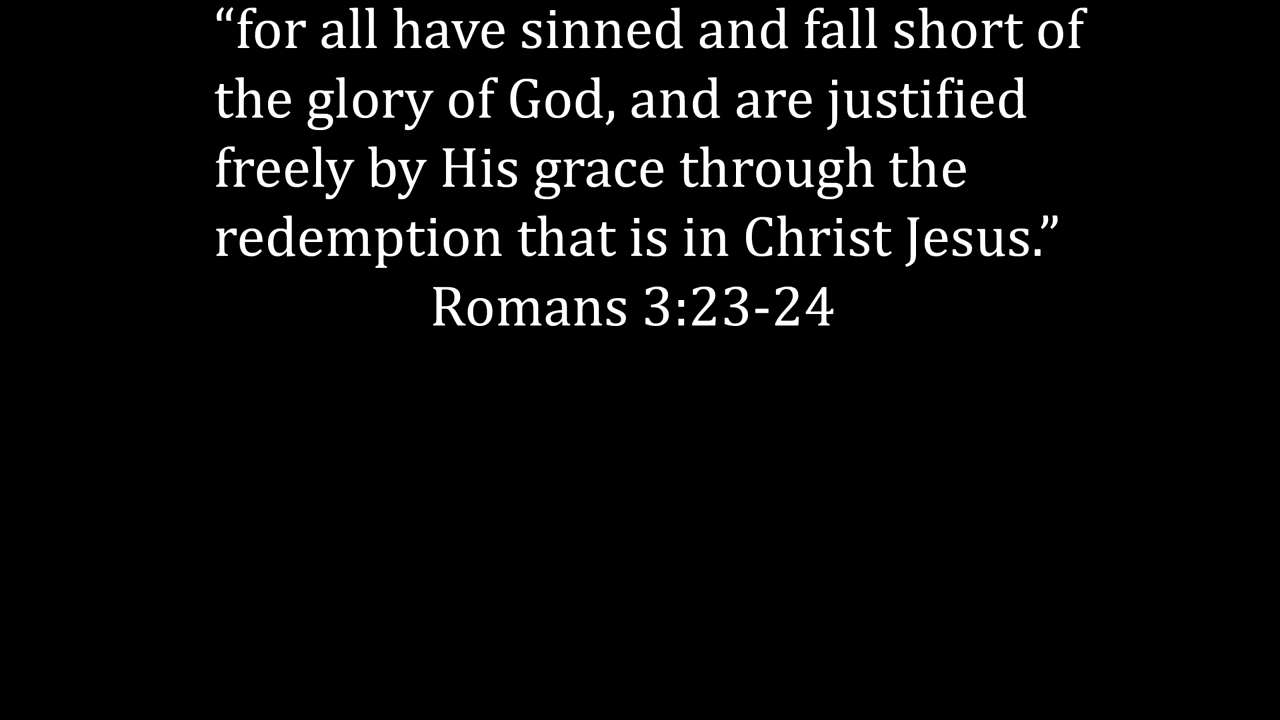 “for all have sinned and fall short of
the glory of God, and are justified
freely by His grace through the
redemption that is in Christ Jesus.”
Romans 3:23-24